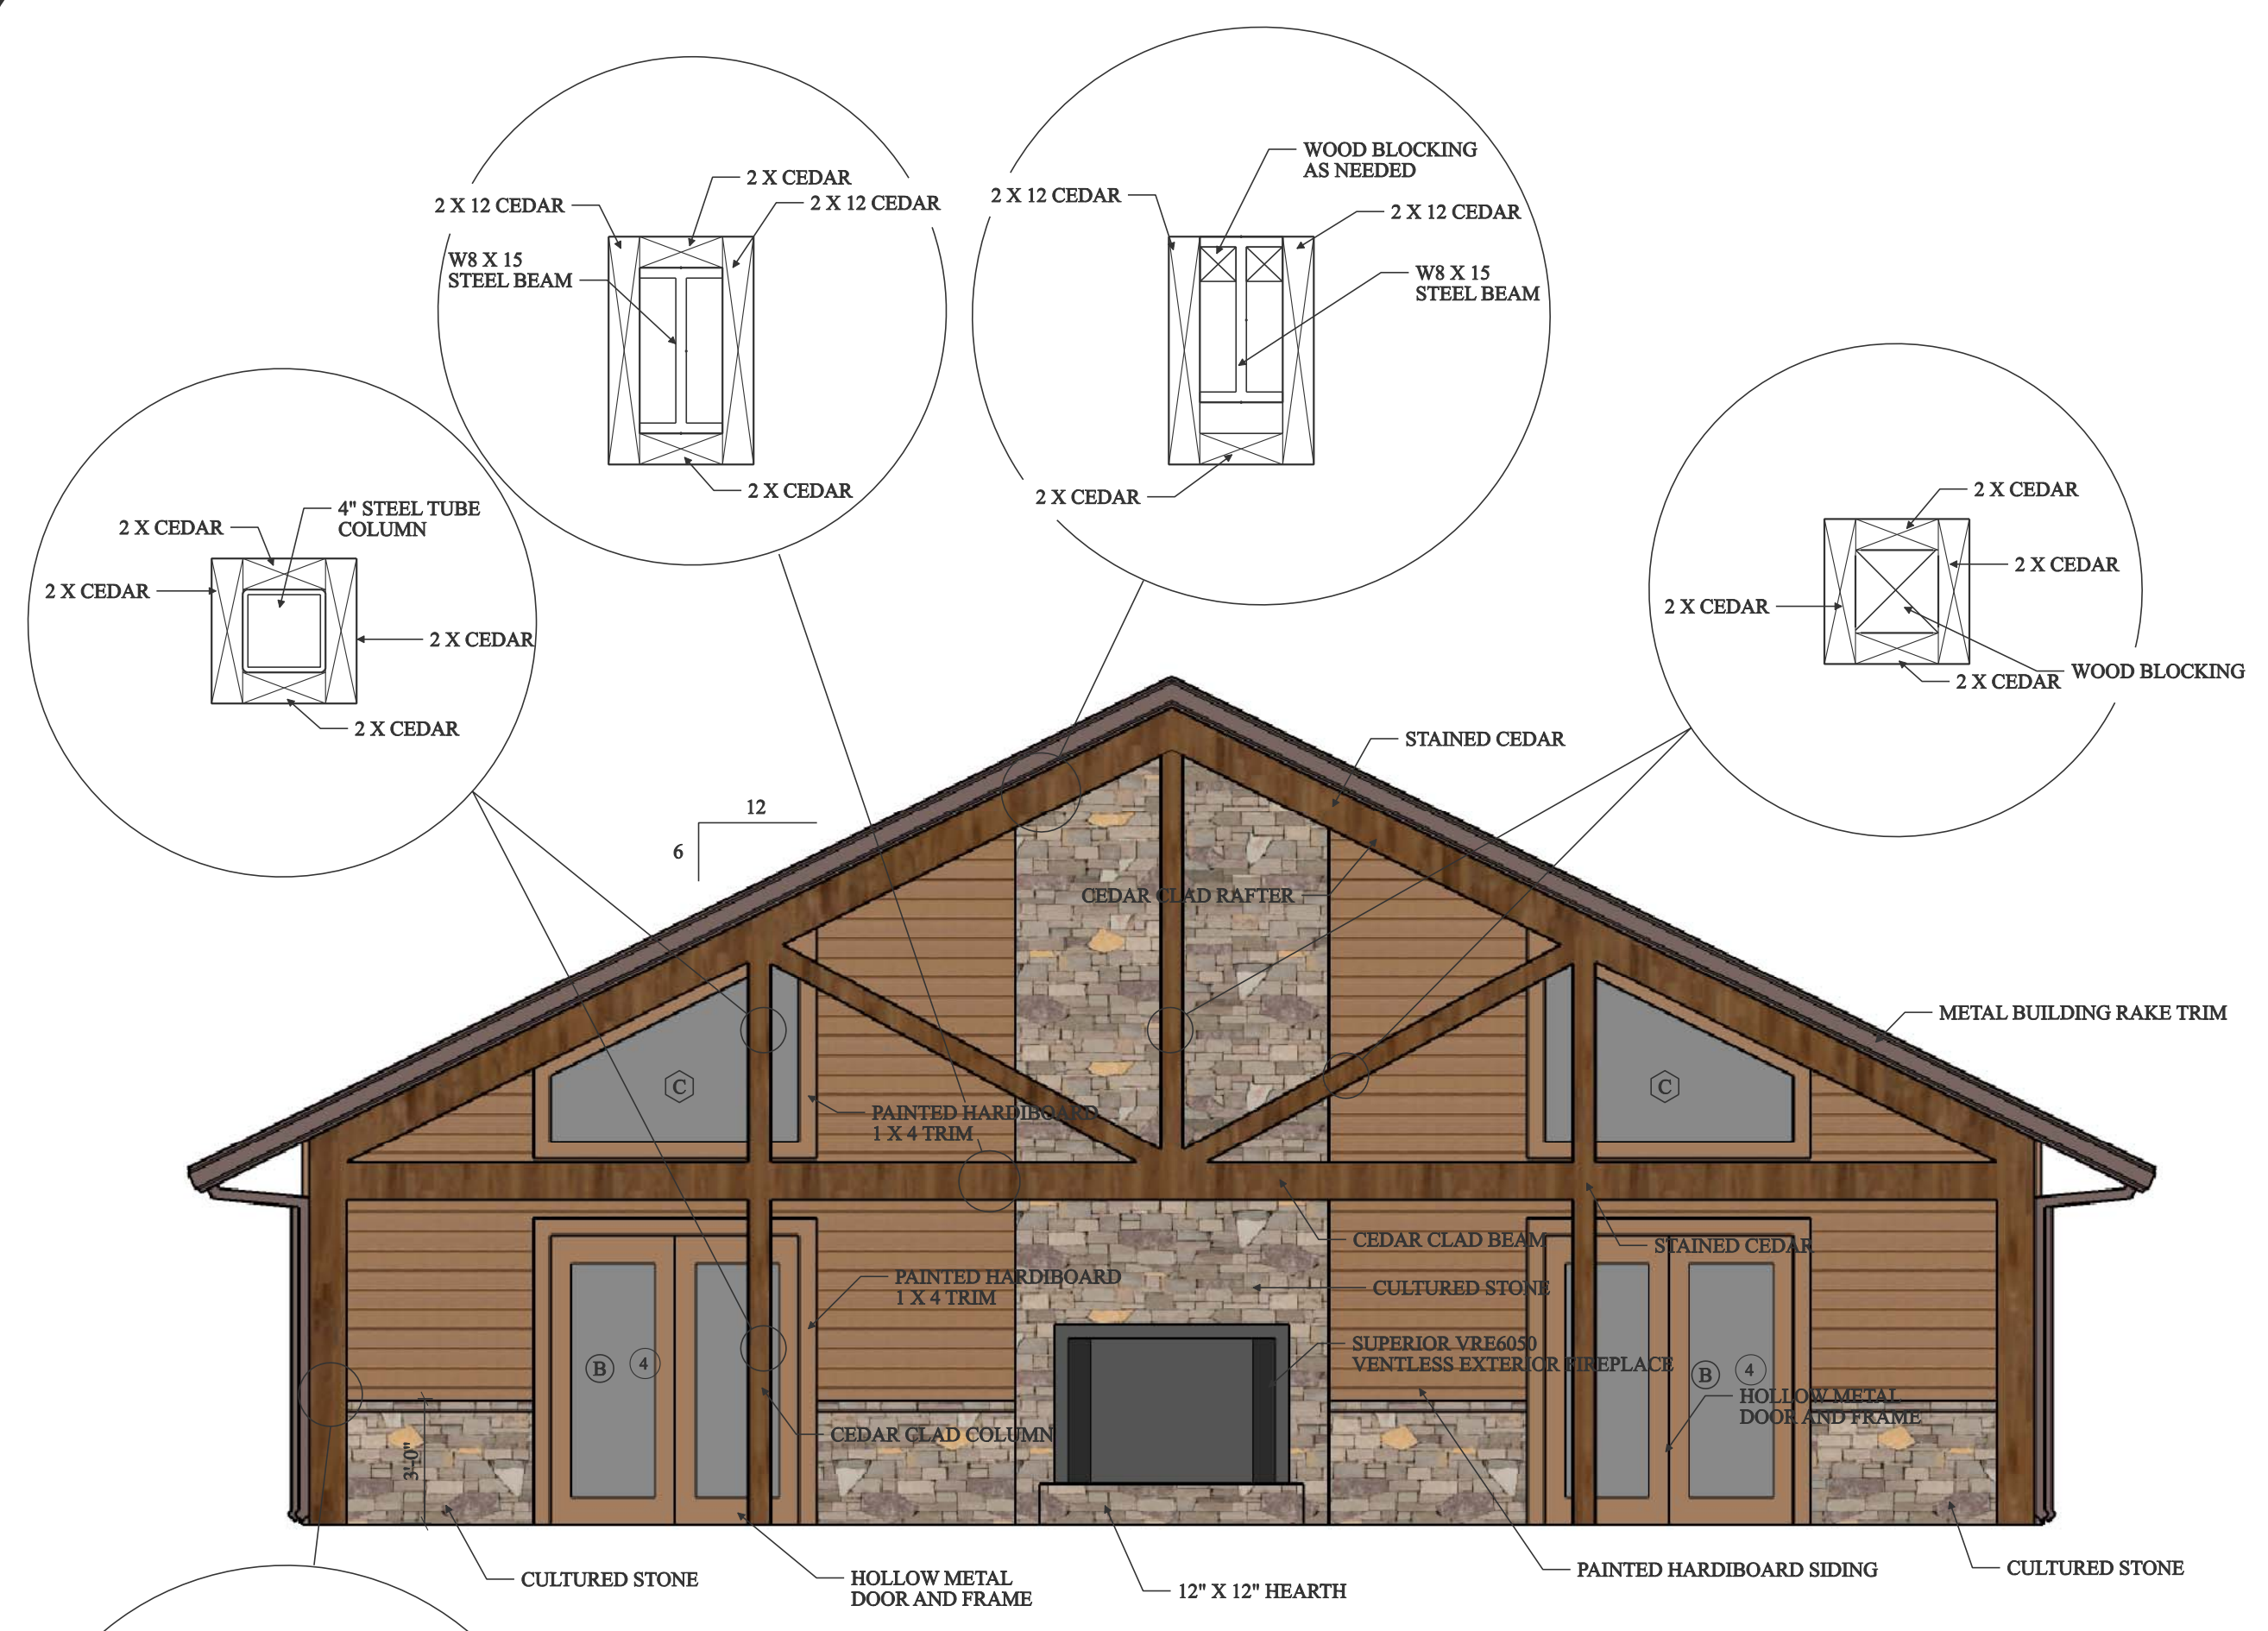 WOOD BLOCKING
AS NEEDED
2 X CEDAR
2 X 12 CEDAR
2 X 12 CEDAR
2 X 12 CEDAR
2 X 12 CEDAR
W8 X 15
STEEL BEAM
W8 X 15
STEEL BEAM
2 X CEDAR
2 X CEDAR
4" STEEL TUBE
COLUMN
2 X CEDAR
2 X CEDAR
2 X CEDAR
2 X CEDAR
2 X CEDAR
2 X CEDAR
2 X CEDAR
WOOD BLOCKING
2 X CEDAR
STAINED CEDAR
12
6
CEDAR CLAD RAFTER
METAL BUILDING RAKE TRIM
C
C
PAINTED HARDIBOARD
1 X 4 TRIM
CEDAR CLAD BEAM
STAINED CEDAR
PAINTED HARDIBOARD
1 X 4 TRIM
CULTURED STONE
SUPERIOR VRE6050
VENTLESS EXTERIOR FIREPLACE
B
4
B
4
HOLLOW METAL
DOOR AND FRAME
CEDAR CLAD COLUMN
3'-0"
CULTURED STONE
HOLLOW METAL
DOOR AND FRAME
12" X 12" HEARTH
PAINTED HARDIBOARD SIDING
CULTURED STONE